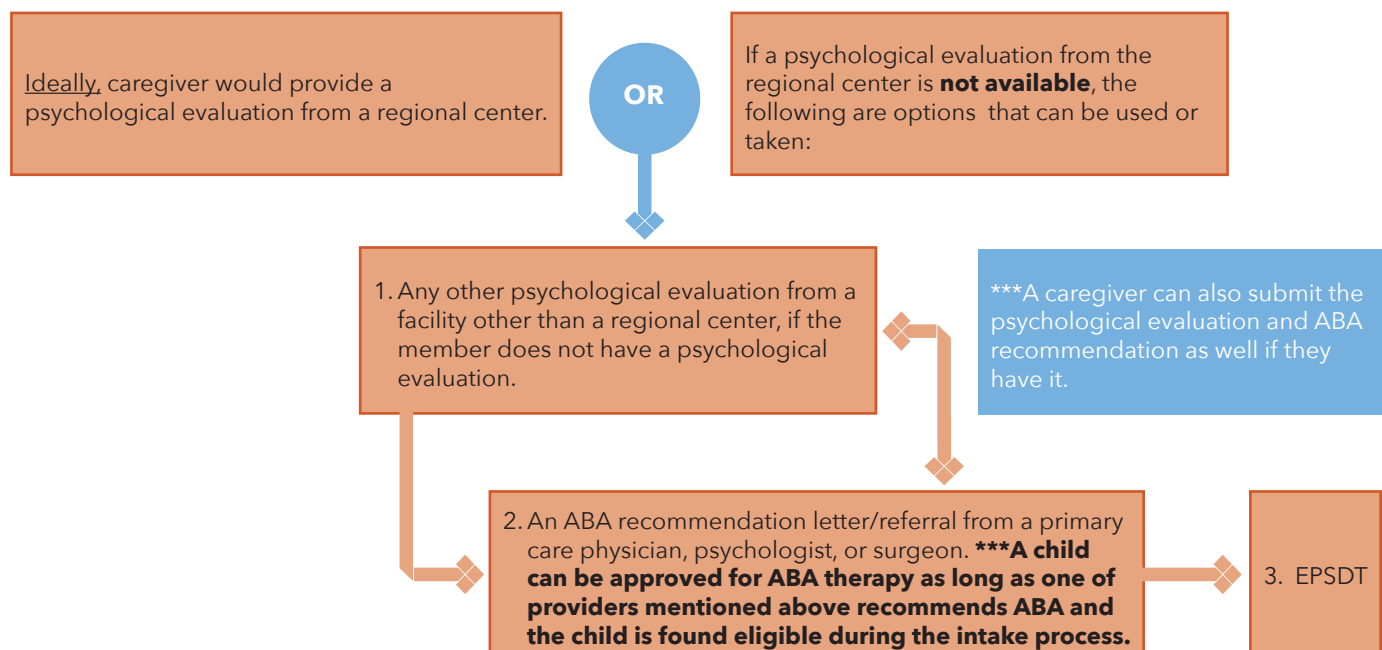 Ideally, caregiver would provide a
psychological evaluation from a regional center.
OR
If a psychological evaluation from the
regional center is not available, the
following are options that can be used or
taken:
1. Any other psychological evaluation from a
facility other than a regional center, if the
member does not have a psychological
evaluation.
***A caregiver can also submit the
psychological evaluation and ABA
recommendation as well if they
have it.
2. An ABA recommendation letter/referral from a primary
care physician, psychologist, or surgeon. ***A child
can be approved for ABA therapy as long as one of
providers mentioned above recommends ABA and
the child is found eligible during the intake process.
3. EPSDT